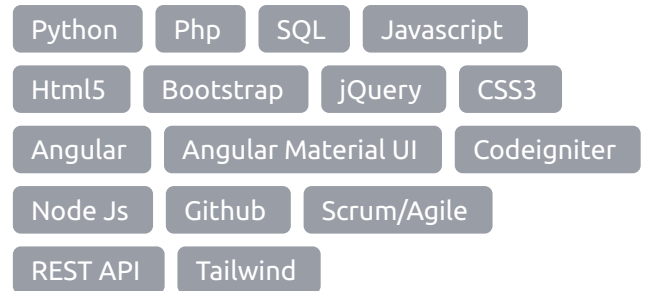 Python Php SQL Javascript
Html5 Bootstrap jQuery CSS3
Angular Angular Material UI Codeigniter
Node Js Github Scrum/Agile
REST API Tailwind